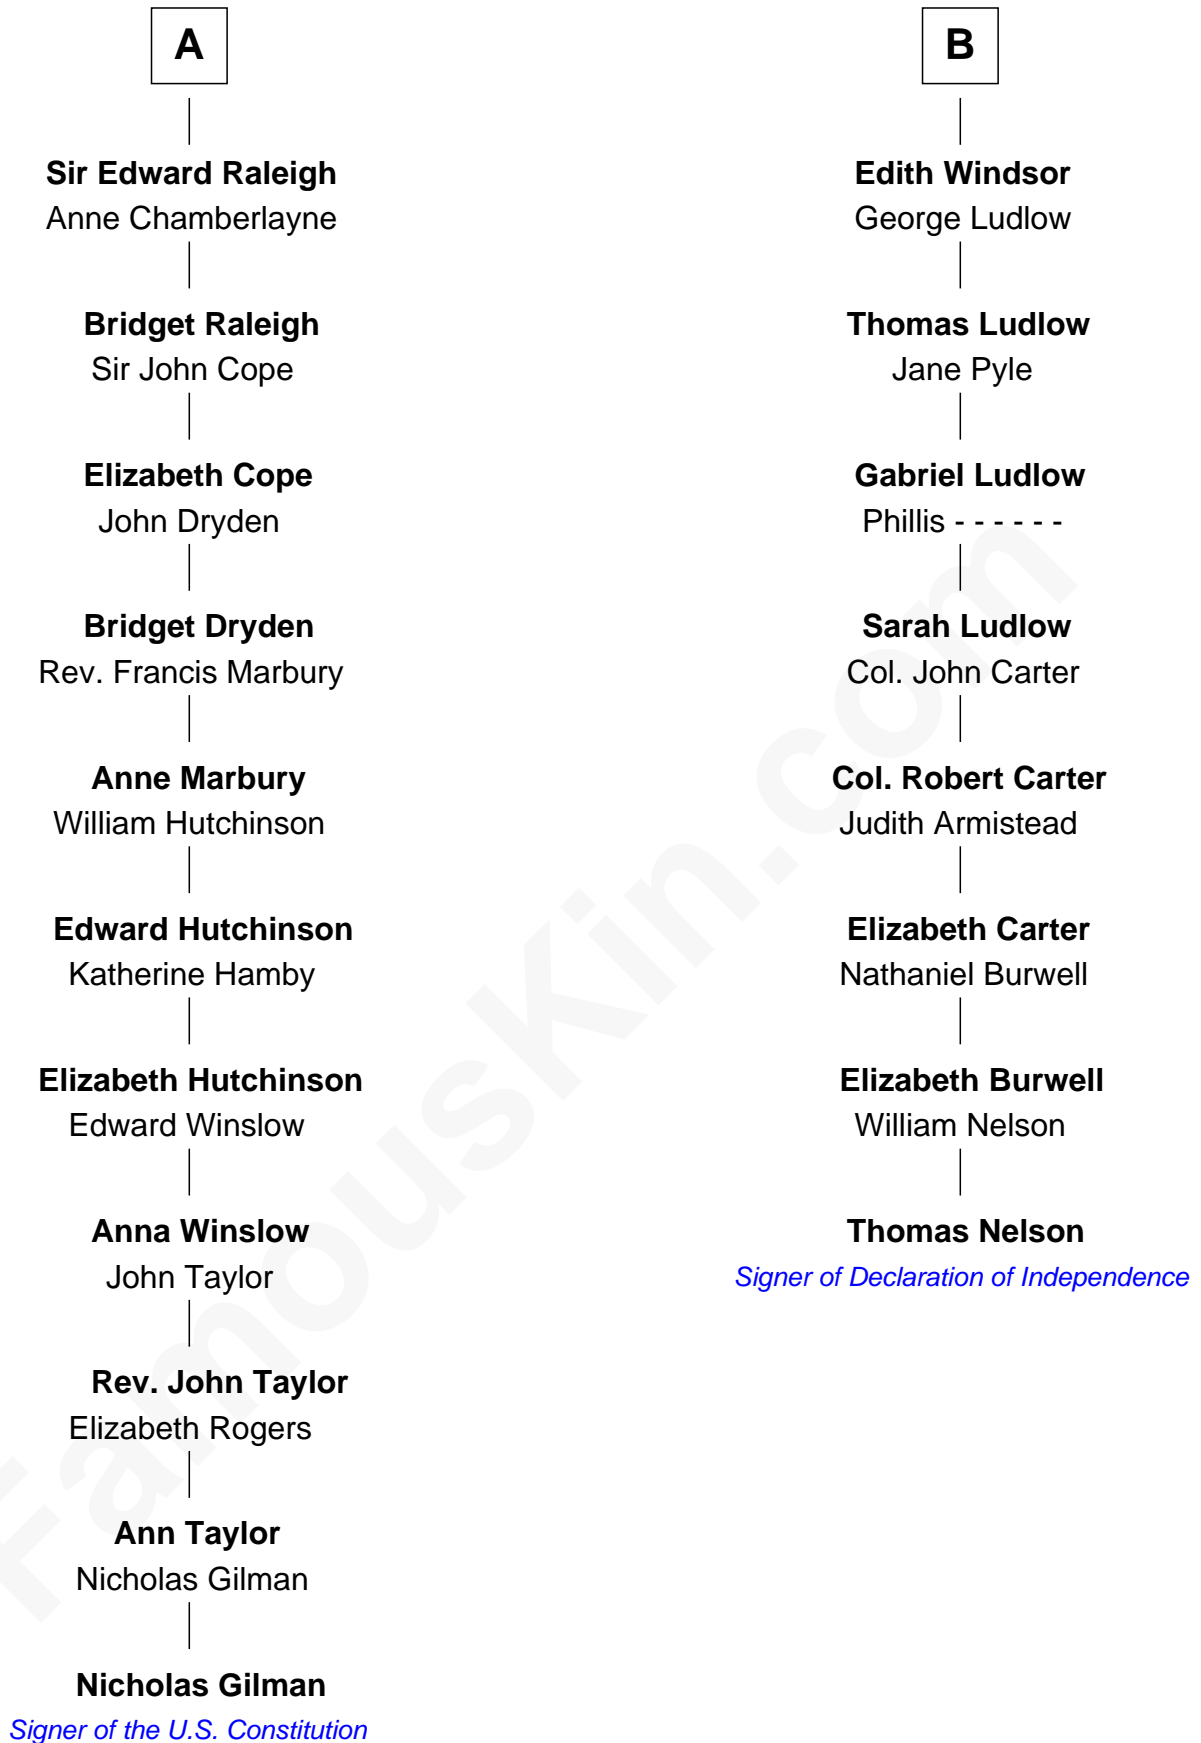 A
Sir Edward Raleigh
Anne Chamberlayne
Bridget Raleigh
Sir John Cope
Elizabeth Cope
John Dryden
Bridget Dryden
Rev. Francis Marbury
Anne Marbury
William Hutchinson
Edward Hutchinson
Katherine Hamby
Elizabeth Hutchinson
Edward Winslow
Anna Winslow
John Taylor
Rev. John Taylor
Elizabeth Rogers
Ann Taylor
Nicholas Gilman
Nicholas Gilman
Signer of the U.S. Constitution
B
Edith Windsor
George Ludlow
Thomas Ludlow
Jane Pyle
Gabriel Ludlow
Phillis - - - - - -
Sarah Ludlow
Col. John Carter
Col. Robert Carter
Judith Armistead
Elizabeth Carter
Nathaniel Burwell
Elizabeth Burwell
William Nelson
Thomas Nelson
Signer of Declaration of Independence
FamousKin.com